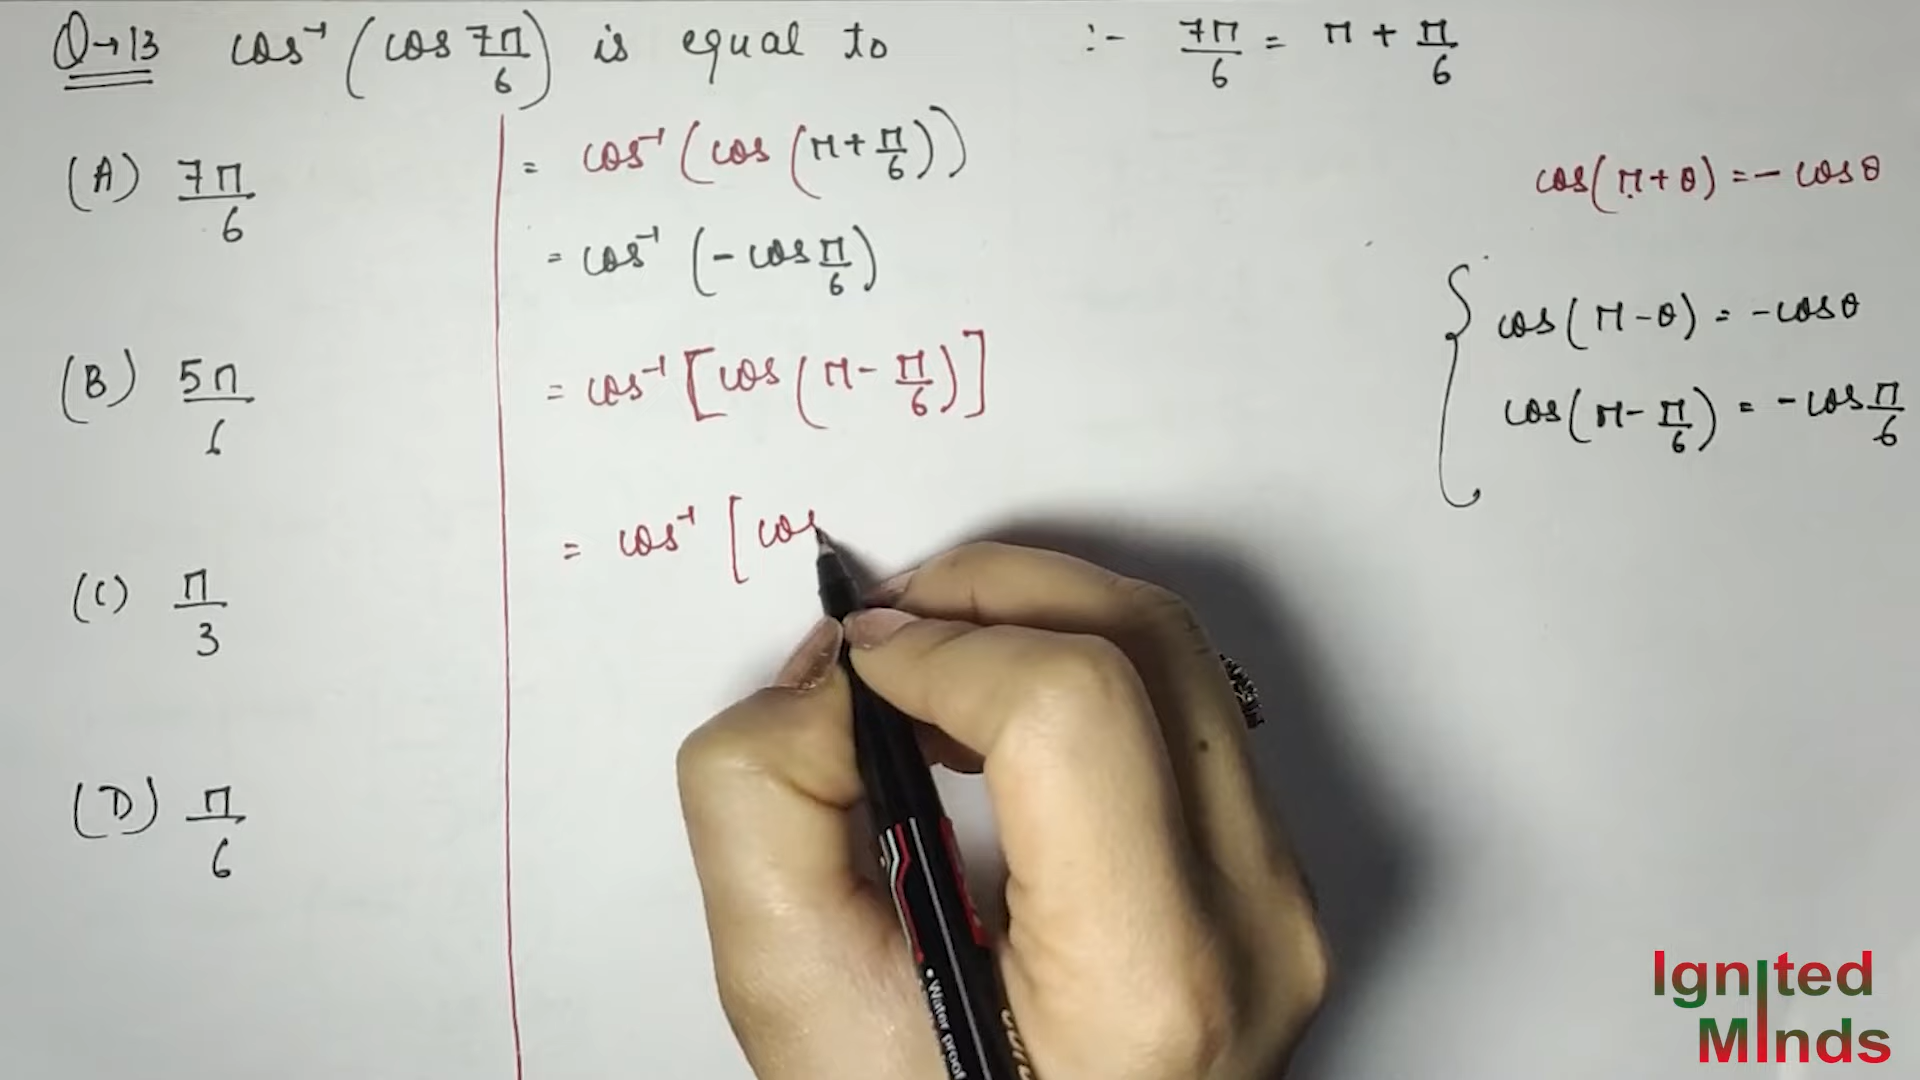 Q→13 cos⁻¹(cos 7π/6) is equal to
(A) 7π/6
(B) 5π/6
(C) π/3
(D) π/6
= cos⁻¹(cos(π+π/6))
= cos⁻¹(-cos π/6)
= cos⁻¹[cos(π-π/6)]
= cos⁻¹[cos
:- 7π/6 = π + π/6
cos(π+θ) = - cosθ
{ cos(π-θ) = -cosθ
cos(π-π/6) = -cos π/6
• Water proof
Ignited
Minds